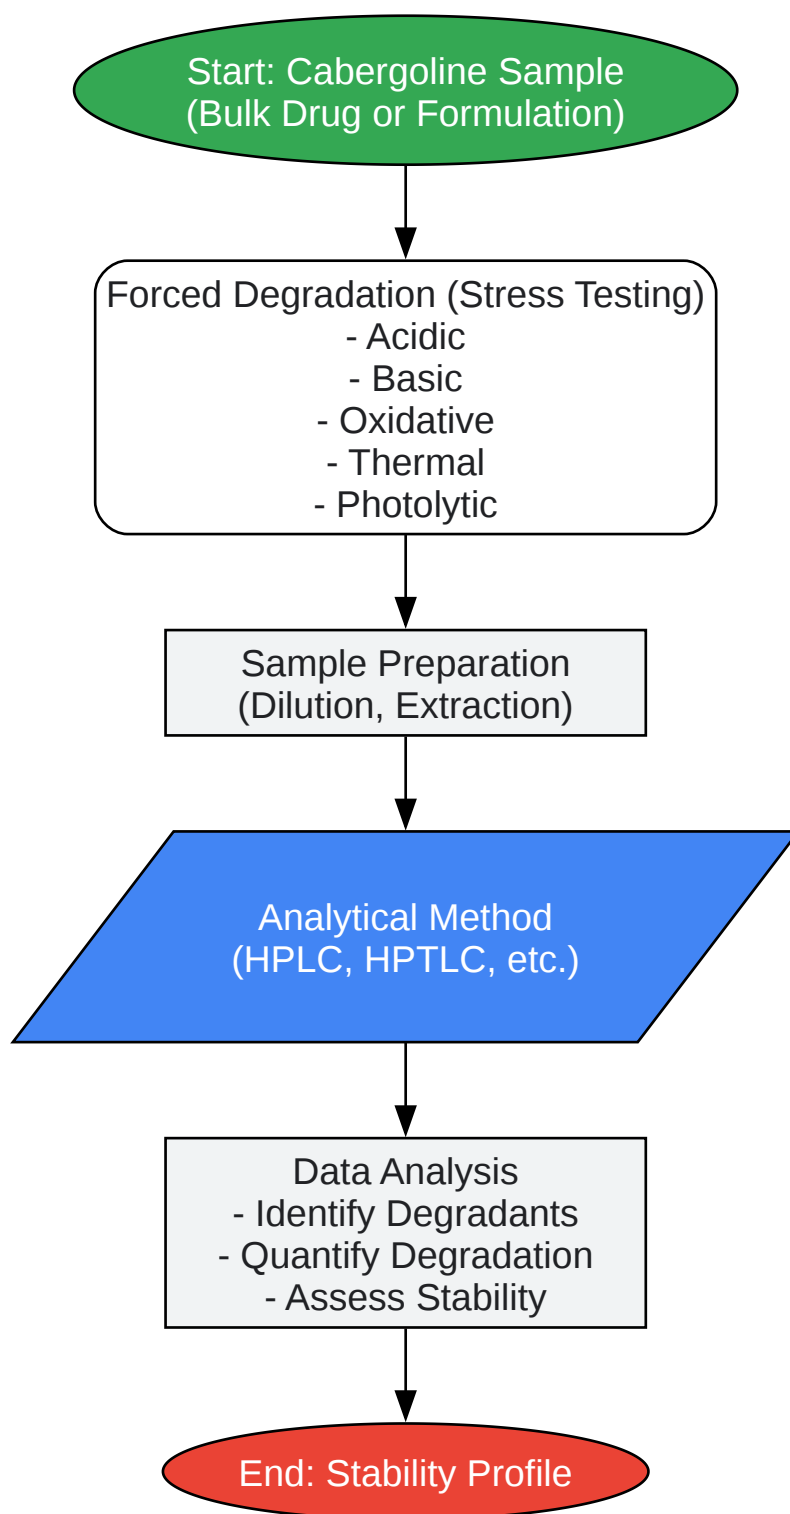 Start: Cabergoline Sample
(Bulk Drug or Formulation)
Forced Degradation (Stress Testing)
- Acidic
- Basic
- Oxidative
- Thermal
- Photolytic
Sample Preparation
(Dilution, Extraction)
Analytical Method
(HPLC, HPTLC, etc.)
Data Analysis
- Identify Degradants
- Quantify Degradation
- Assess Stability
End: Stability Profile